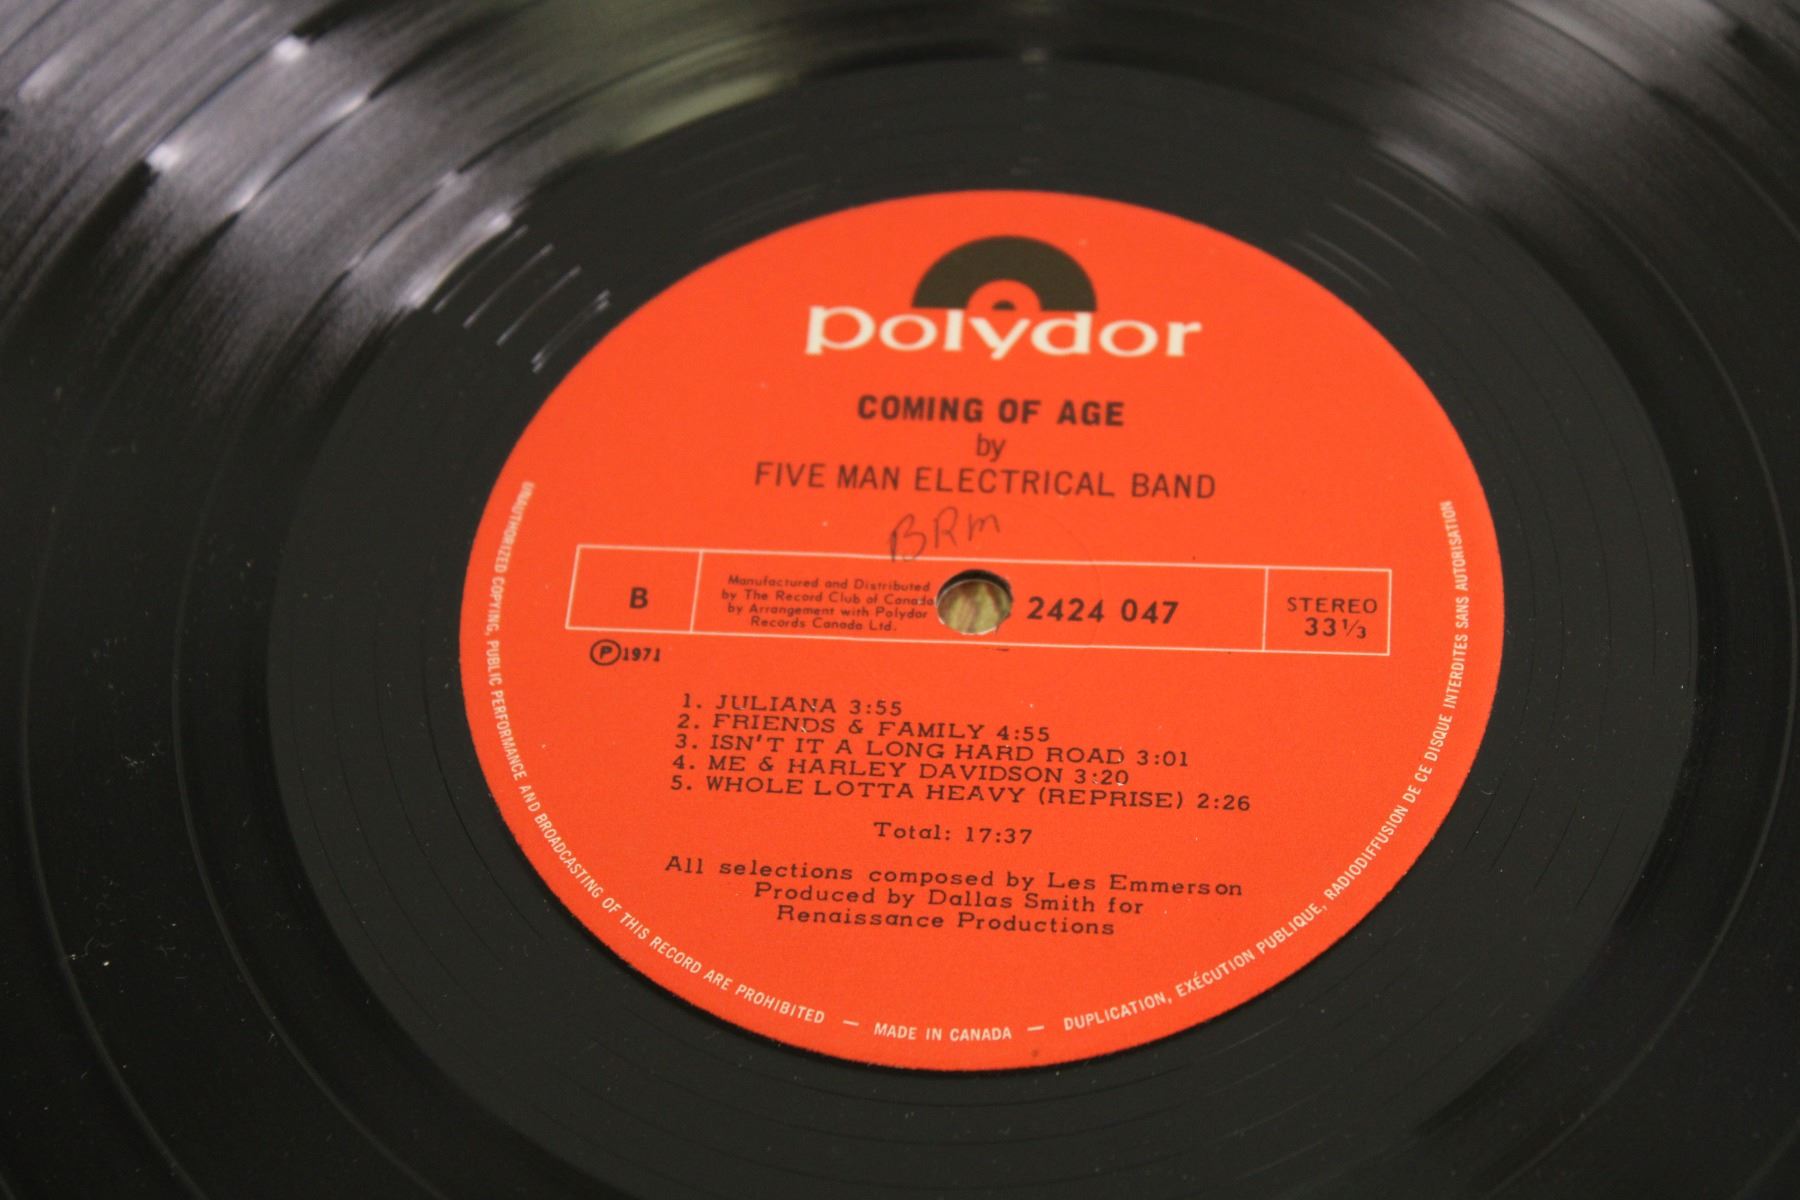 polydor
COMING OF AGE
by
FIVE MAN ELECTRICAL BAND
BRM
B
Manufactured and Distributed
by The Record Club of Canada
by Arrangement with Polydor
Records Canada Ltd.
2424 047
STEREO
33⅓
Ⓟ1971
1. JULIANA 3:55
2. FRIENDS & FAMILY 4:55
3. ISN'T IT A LONG HARD ROAD 3:01
4. ME & HARLEY DAVIDSON 3:20
5. WHOLE LOTTA HEAVY (REPRISE) 2:26
Total: 17:37
All selections composed by Les Emmerson
Produced by Dallas Smith for
Renaissance Productions
UNAUTHORIZED COPYING, PUBLIC PERFORMANCE AND BROADCASTING OF THIS RECORD ARE PROHIBITED — MADE IN CANADA — DUPLICATION, EXÉCUTION PUBLIQUE, RADIODIFFUSION DE CE DISQUE INTERDITES SANS AUTORISATION